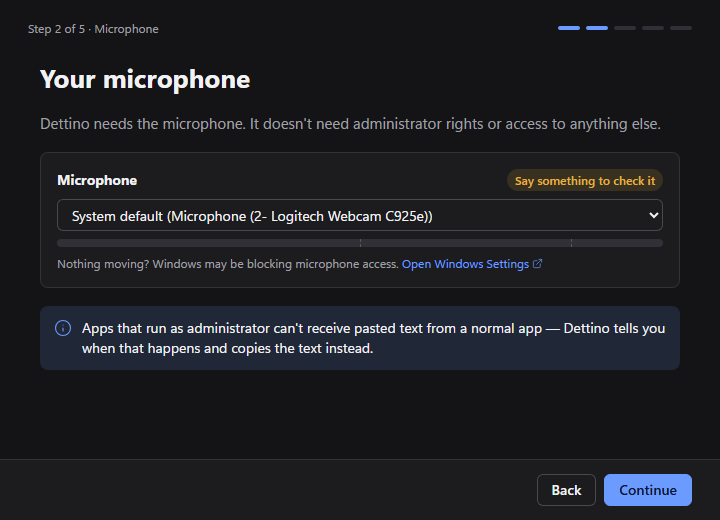 Step 2 of 5 · Microphone
Your microphone
Dettino needs the microphone. It doesn't need administrator rights or access to anything else.
Microphone
Say something to check it
System default (Microphone (2- Logitech Webcam C925e))
Nothing moving? Windows may be blocking microphone access. Open Windows Settings
Apps that run as administrator can't receive pasted text from a normal app — Dettino tells you
when that happens and copies the text instead.
Back
Continue